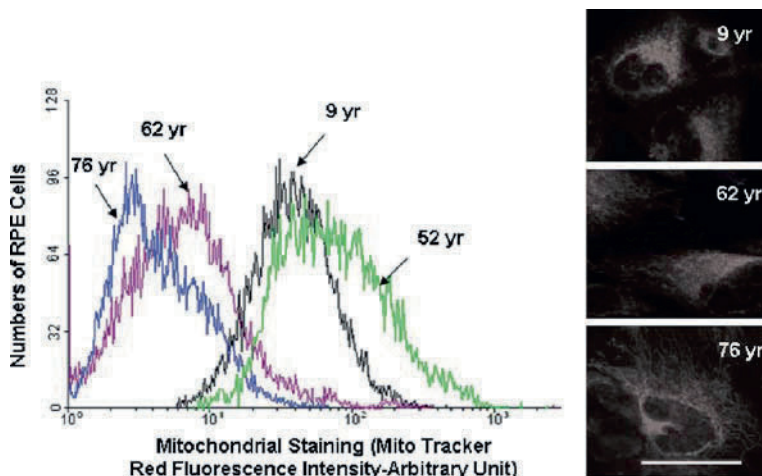 Numbers of RPE Cells
128
96
64
32
0
76 yr
62 yr
9 yr
52 yr
10⁰
10¹
10²
10³
Mitochondrial Staining (Mito Tracker
Red Fluorescence Intensity-Arbitrary Unit)
9 yr
62 yr
76 yr